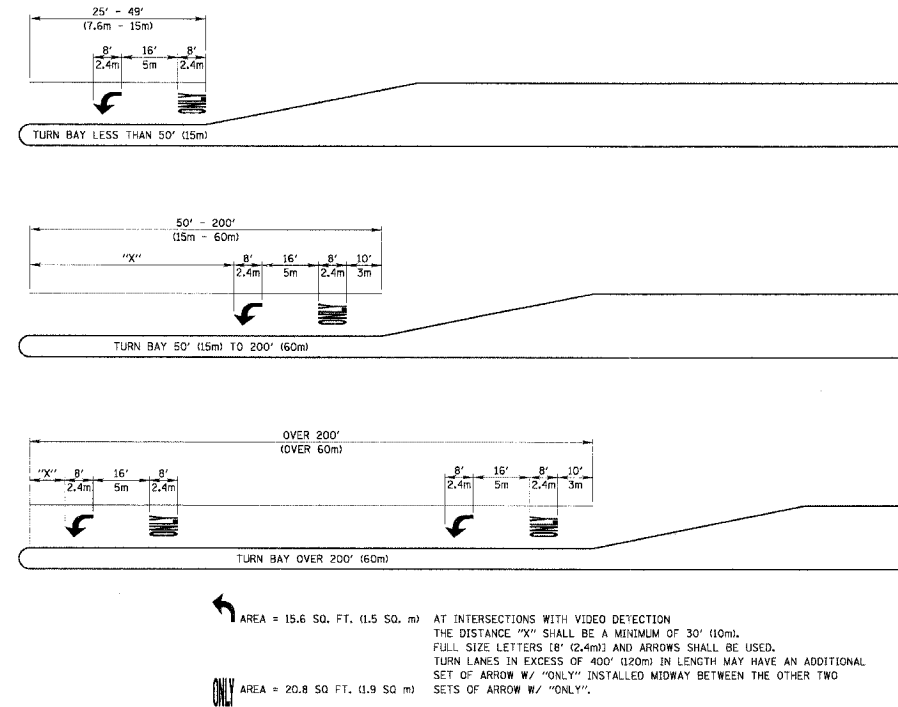 25' - 49'
(7.6m - 15m)
8' 16' 8'
2.4m 5m 2.4m
TURN BAY LESS THAN 50' (15m)
50' - 200'
(15m - 60m)
"X" 8' 16' 8' 10'
2.4m 5m 2.4m 3m
ONLY
TURN BAY 50' (15m) TO 200' (60m)
OVER 200'
(OVER 60m)
"X" 8' 16' 8' 8' 16' 8' 10'
2.4m 5m 2.4m 2.4m 5m 2.4m 3m
ONLY ONLY
TURN BAY OVER 200' (60m)
AREA = 15.6 SQ. FT. (1.5 SQ. m)
ONLY AREA = 20.8 SQ FT. (1.9 SQ m)
AT INTERSECTIONS WITH VIDEO DETECTION
THE DISTANCE "X" SHALL BE A MINIMUM OF 30' (10m).
FULL SIZE LETTERS [8' (2.4m)] AND ARROWS SHALL BE USED.
TURN LANES IN EXCESS OF 400' (120m) IN LENGTH MAY HAVE AN ADDITIONAL
SET OF ARROW W/ "ONLY" INSTALLED MIDWAY BETWEEN THE OTHER TWO
SETS OF ARROW W/ "ONLY".